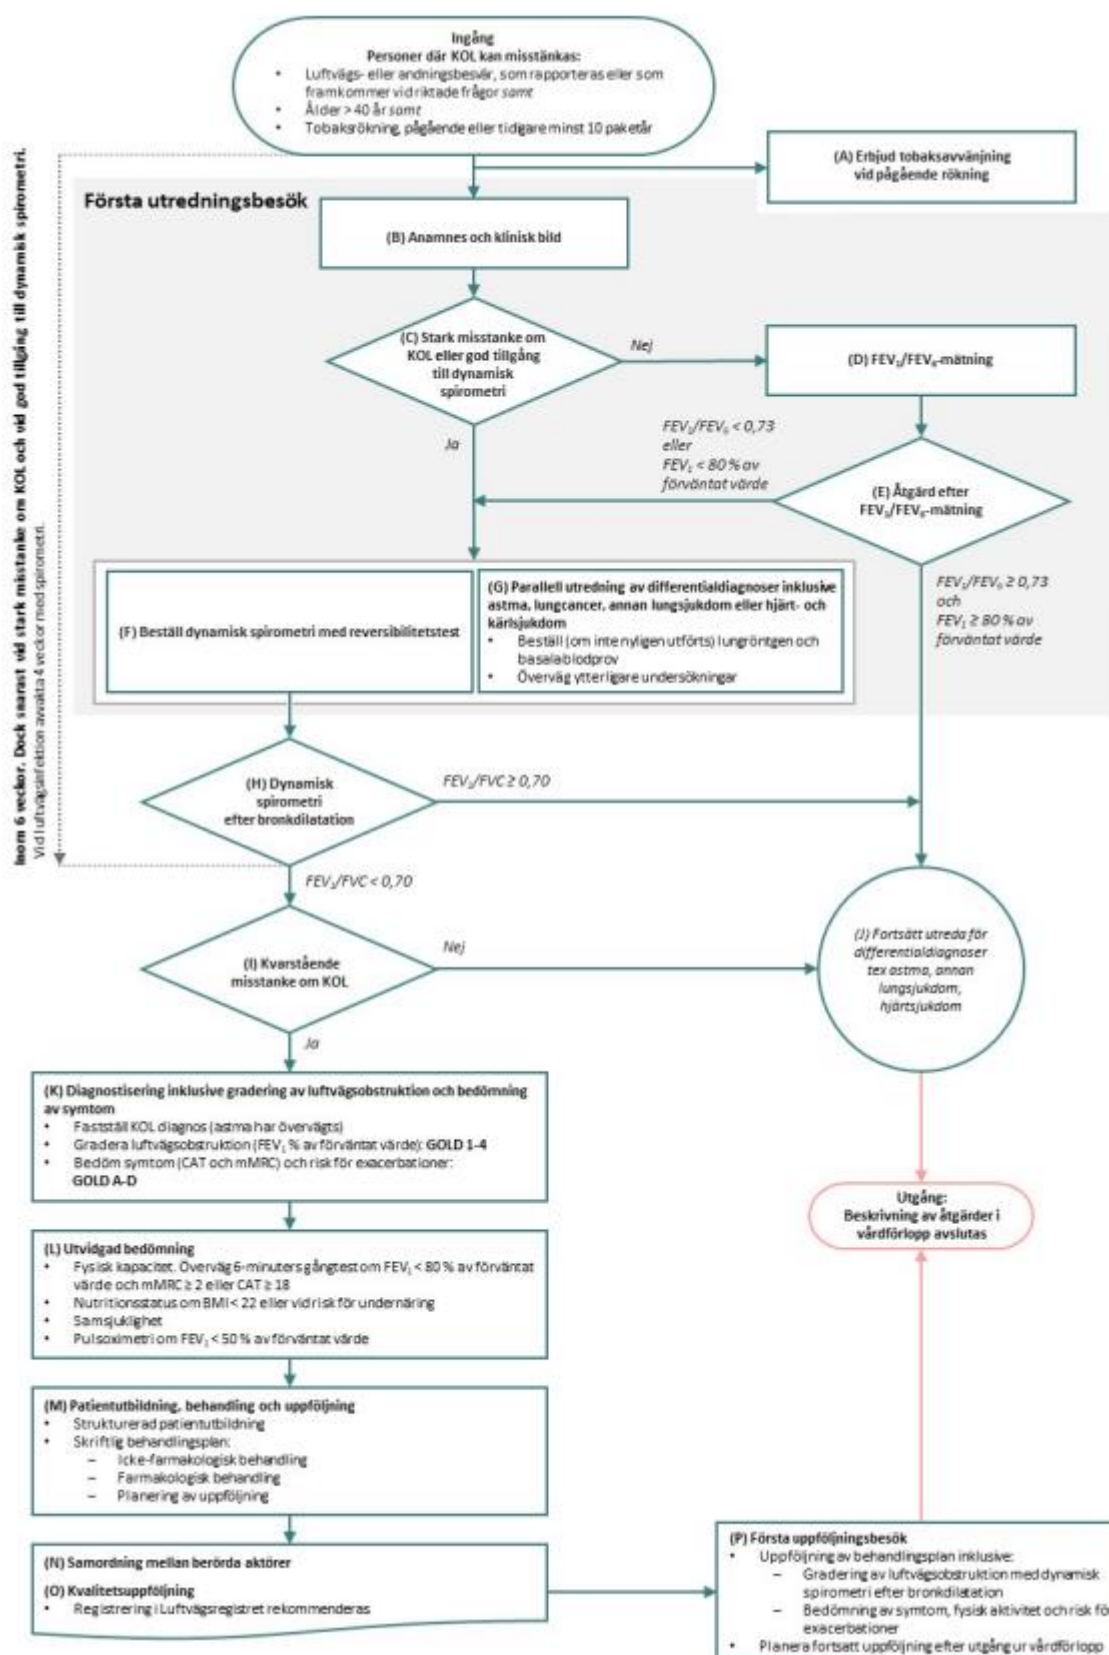 Ingång
Personer där KOL kan misstänkas:
• Luftvägs- eller andningsbesvär, som rapporteras eller som
framkommer vid riktade frågor samt
• Ålder > 40 år samt
• Tobaksrökning, pågående eller tidigare minst 10 paketår
(A) Erbjud tobaksavvänjning
vid pågående rökning
Inom 6 veckor. Dock snarast vid stark misstanke om KOL och vid god tillgång till dynamisk spirometri.
Vid luftvägsinfektion avvakta 4 veckor med spirometri.
Första utredningsbesök
(B) Anamnes och klinisk bild
(C) Stark misstanke om
KOL eller god tillgång
till dynamisk
spirometri
Nej
(D) FEV₁/FEV₆-mätning
Ja
FEV₁/FEV₆ < 0,73
eller
FEV₁ < 80 % av
förväntat värde
(E) Åtgärd efter
FEV₁/FEV₆-mätning
FEV₁/FEV₆ ≥ 0,73
och
FEV₁ ≥ 80 % av
förväntat värde
(F) Beställ dynamisk spirometri med reversibilitetstest
(G) Parallell utredning av differentialdiagnoser inklusive
astma, lungcancer, annan lungsjukdom eller hjärt- och
kärlsjukdom
• Beställ (om inte nyligen utförts) lungröntgen och
basala blodprov
• Överväg ytterligare undersökningar
(H) Dynamisk
spirometri
efter bronkdilatation
FEV₁/FVC ≥ 0,70
FEV₁/FVC < 0,70
(I) Kvarstående
misstanke om KOL
Nej
(J) Fortsätt utreda för
differentialdiagnoser
tex astma, annan
lungsjukdom,
hjärtsjukdom
Ja
(K) Diagnostisering inklusive gradering av luftvägsobstruktion och bedömning
av symtom
• Fastställ KOL diagnos (astma har övervägts)
• Gradera luftvägsobstruktion (FEV₁ % av förväntat värde): GOLD 1-4
• Bedöm symtom (CAT och mMRC) och risk för exacerbationer:
GOLD A-D
Utgång:
Beskrivning av åtgärder i
vårdförlopp avslutas
(L) Utvidgad bedömning
• Fysisk kapacitet. Överväg 6-minuters gångtest om FEV₁ < 80 % av förväntat
värde och mMRC ≥ 2 eller CAT ≥ 18
• Nutritionsstatus om BMI < 22 eller vid risk för undernäring
• Samsjuklighet
• Pulsoximetri om FEV₁ < 50 % av förväntat värde
(M) Patientutbildning, behandling och uppföljning
• Strukturerad patientutbildning
• Skriftlig behandlingsplan:
– Icke-farmakologisk behandling
– Farmakologisk behandling
– Planering av uppföljning
(N) Samordning mellan berörda aktörer
(O) Kvalitetsuppföljning
• Registrering i Luftvägsregistret rekommenderas
(P) Första uppföljningsbesök
• Uppföljning av behandlingsplan inklusive:
– Gradering av luftvägsobstruktion med dynamisk
spirometri efter bronkdilatation
– Bedömning av symtom, fysisk aktivitet och risk fö
exacerbationer
• Planera fortsatt uppföljning efter utgång ur vårdförlopp